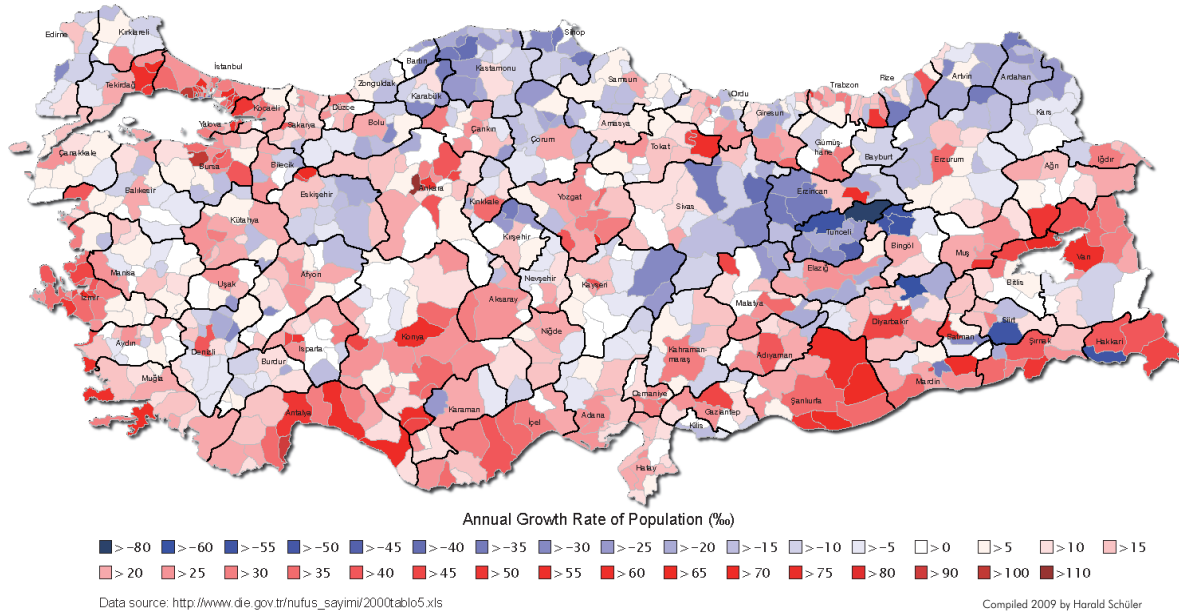 Edirne
Kırklareli
Tekirdağ
İstanbul
Kocaeli
Yalova
Sakarya
Düzce
Bolu
Zonguldak
Bartın
Karabük
Kastamonu
Sinop
Çankırı
Çorum
Samsun
Amasya
Tokat
Ordu
Giresun
Trabzon
Rize
Artvin
Ardahan
Kars
Gümüş-
hane
Bayburt
Erzurum
Ağrı
Iğdır
Çanakkale
Balıkesir
Bursa
Bilecik
Eskişehir
Ankara
Kırıkkale
Yozgat
Sivas
Erzincan
Tunceli
Bingöl
Muş
Van
Bitlis
Kütahya
Manisa
İzmir
Uşak
Afyon
Kırşehir
Nevşehir
Kayseri
Aksaray
Niğde
Malatya
Elazığ
Diyarbakır
Batman
Siirt
Şırnak
Hakkari
Aydın
Denizli
Burdur
Isparta
Konya
Muğla
Antalya
Karaman
İçel
Adana
Kahraman-
maraş
Osmaniye
Adıyaman
Gaziantep
Kilis
Şanlıurfa
Mardin
Hatay
Annual Growth Rate of Population (‰)
>-80 >-60 >-55 >-50 >-45 >-40 >-35 >-30 >-25 >-20 >-15 >-10 >-5 >0 >5 >10 >15
>20 >25 >30 >35 >40 >45 >50 >55 >60 >65 >70 >75 >80 >90 >100 >110
Data source: http://www.die.gov.tr/nufus_sayimi/2000tablo5.xls
Compiled 2009 by Harald Schüler